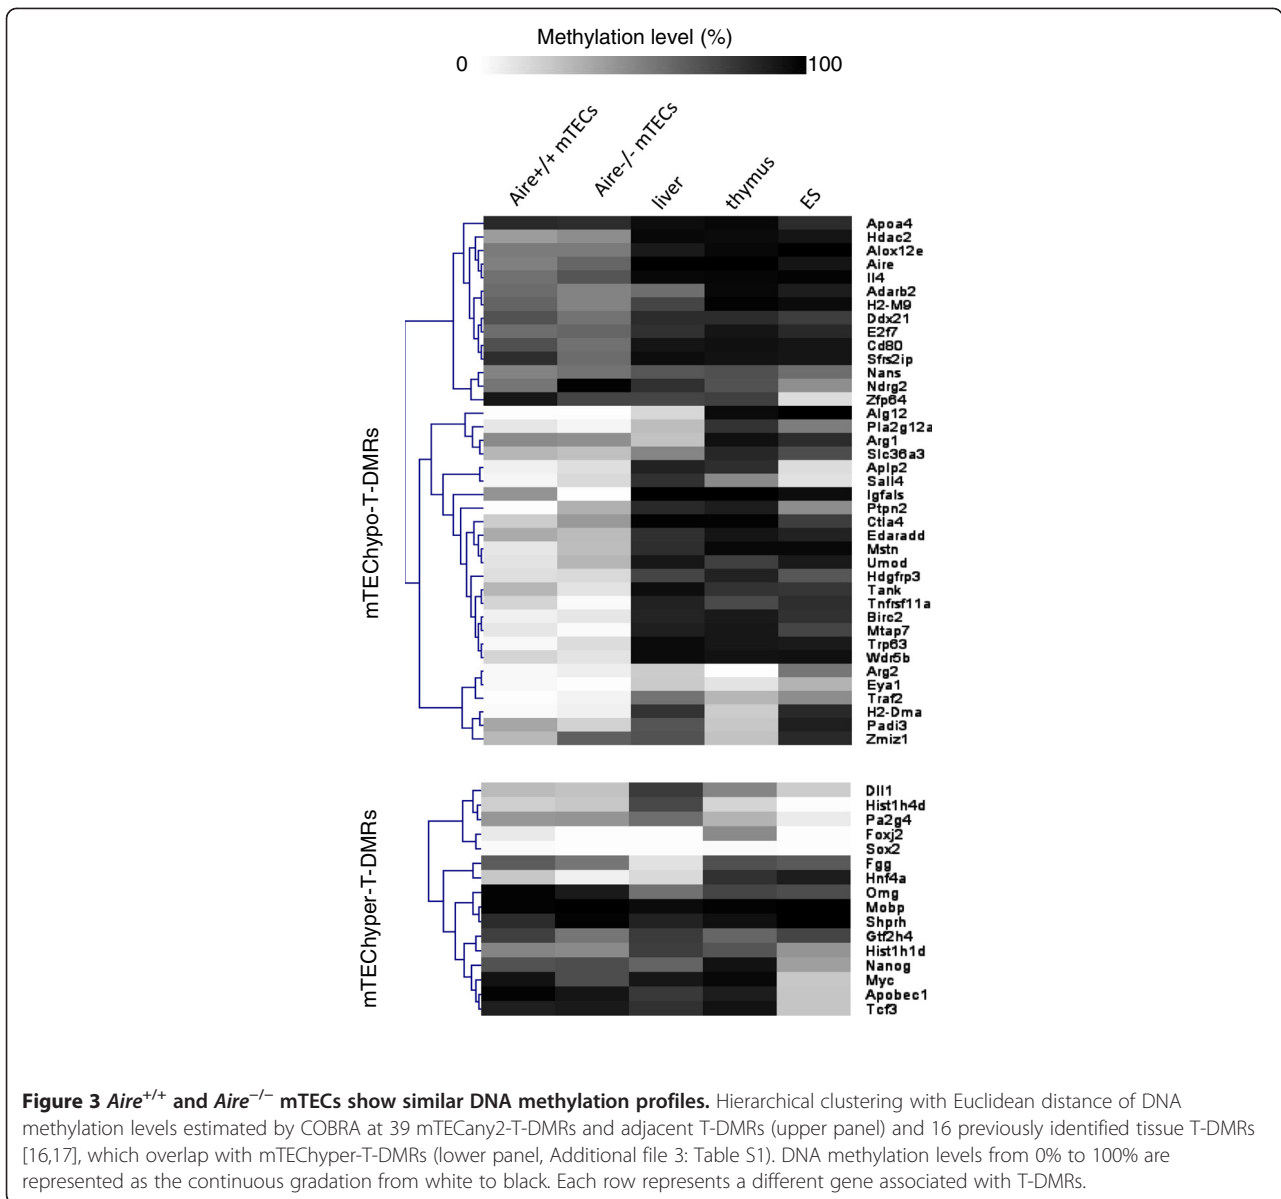 Methylation level (%)
0 100
Aire+/+ mTECs
Aire-/- mTECs
liver
thymus
ES
mTEChypo-T-DMRs
Apoa4
Hdac2
Alox12e
Aire
Il4
Adarb2
H2-M9
Ddx21
E2f7
Cd80
Sfrs2ip
Nans
Ndrg2
Zfp64
Alg12
Pla2g12a
Arg1
Slc36a3
Aplp2
Sall4
Igfals
Ptpn2
Ctla4
Edaradd
Mstn
Umod
Hdgfrp3
Tank
Tnfrsf11a
Birc2
Mtap7
Trp63
Wdr5b
Arg2
Eya1
Traf2
H2-Dma
Padi3
Zmiz1
mTEChyper-T-DMRs
Dll1
Hist1h4d
Pa2g4
Foxj2
Sox2
Fgg
Hnf4a
Omg
Mobp
Shprh
Gtf2h4
Hist1h1d
Nanog
Myc
Apobec1
Tcf3
Figure 3 Aire+/+ and Aire−/− mTECs show similar DNA methylation profiles. Hierarchical clustering with Euclidean distance of DNA
methylation levels estimated by COBRA at 39 mTECany2-T-DMRs and adjacent T-DMRs (upper panel) and 16 previously identified tissue T-DMRs
[16,17], which overlap with mTEChyper-T-DMRs (lower panel, Additional file 3: Table S1). DNA methylation levels from 0% to 100% are
represented as the continuous gradation from white to black. Each row represents a different gene associated with T-DMRs.